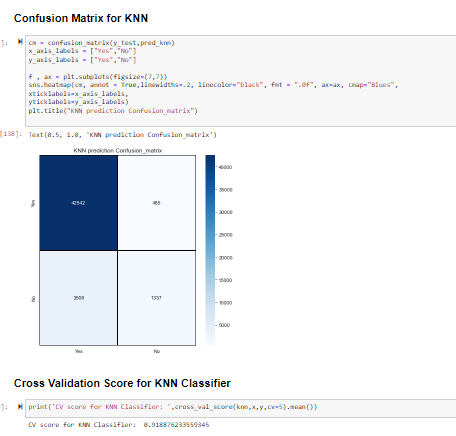 Confusion Matrix for KNN
]:
cm = confusion_matrix(y_test,pred_knn)
x_axis_labels = ["Yes","No"]
y_axis_labels = ["Yes","No"]
f , ax = plt.subplots(figsize=(7,7))
sns.heatmap(cm, annot = True,linewidths=.2, linecolor="black", fmt = ".0f", ax=ax, cmap="Blues",
xticklabels=x_axis_labels,
yticklabels=y_axis_labels)
plt.title("KNN prediction Confusion_matrix")
[138]: Text(0.5, 1.0, 'KNN prediction Confusion_matrix')
KNN prediction Confusion_matrix
40000
35000
30000
25000
20000
15000
10000
5000
Yes
42942
485
No
3508
1337
Yes No
Cross Validation Score for KNN Classifier
]:
print('CV score for KNN Classifier: ',cross_val_score(knn,x,y,cv=5).mean())
CV score for KNN Classifier:  0.918876233559345